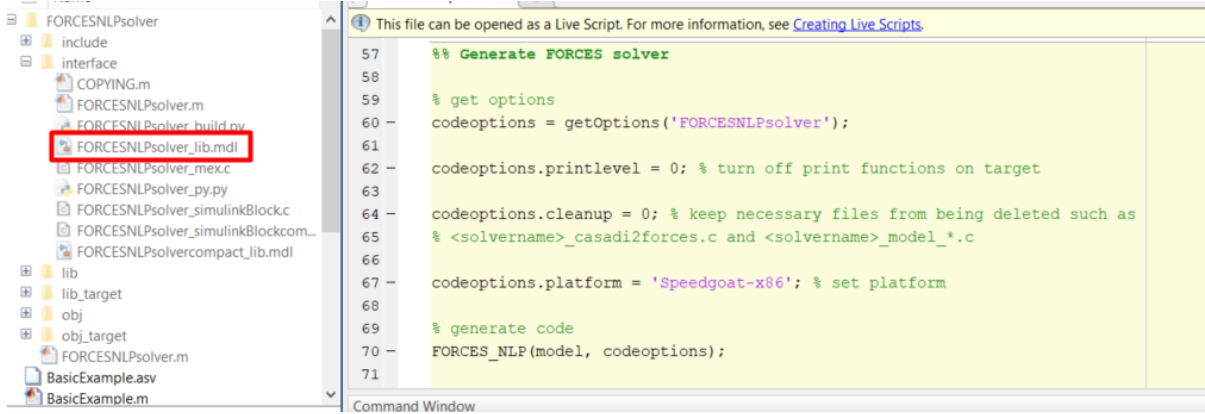 FORCESNLPsolver
include
interface
COPYING.m
FORCESNLPsolver.m
FORCESNLPsolver_build.py
FORCESNLPsolver_lib.mdl
FORCESNLPsolver_mex.c
FORCESNLPsolver_py.py
FORCESNLPsolver_simulinkBlock.c
FORCESNLPsolver_simulinkBlockcom...
FORCESNLPsolvercompact_lib.mdl
lib
lib_target
obj
obj_target
FORCESNLPsolver.m
BasicExample.asv
BasicExample.m
This file can be opened as a Live Script. For more information, see Creating Live Scripts.
57 %% Generate FORCES solver
58
59 % get options
60 – codeoptions = getOptions('FORCESNLPsolver');
61
62 – codeoptions.printlevel = 0; % turn off print functions on target
63
64 – codeoptions.cleanup = 0; % keep necessary files from being deleted such as
65 % <solvername>_casadi2forces.c and <solvername>_model_*.c
66
67 – codeoptions.platform = 'Speedgoat-x86'; % set platform
68
69 % generate code
70 – FORCES_NLP(model, codeoptions);
71
Command Window